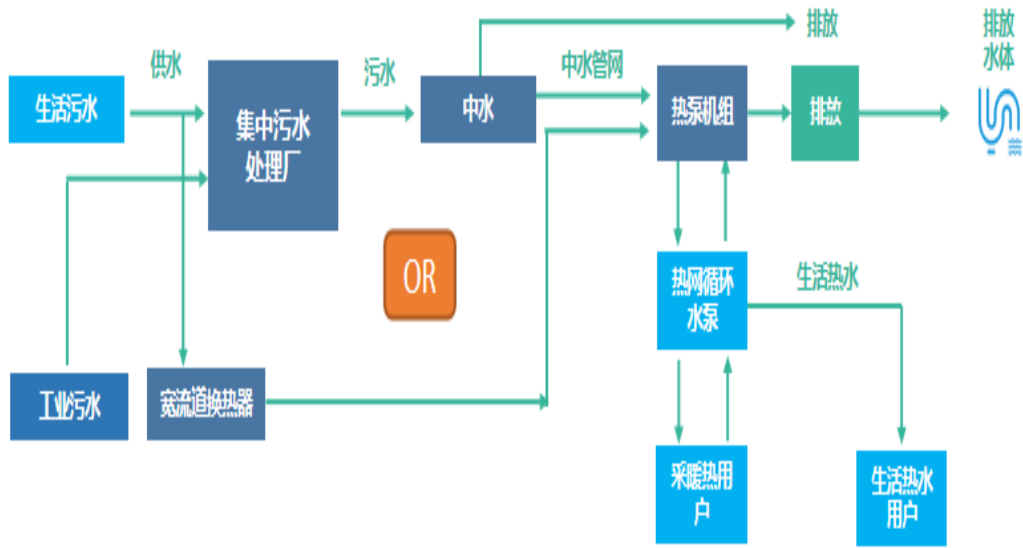 排放
排放
水体
供水
污水
中水管网
生活污水
集中污水
处理厂
中水
热泵机组
排放
OR
热网循环
水泵
生活热水
工业污水
宽流道换热器
采暖热用
户
生活热水
用户